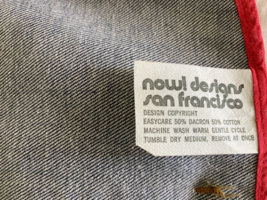 nowi designs
san francisco
DESIGN COPYRIGHT
EASYCARE 50% DACRON 50% COTTON
MACHINE WASH WARM GENTLE CYCLE
TUMBLE DRY MEDIUM, REMOVE AT ONCE